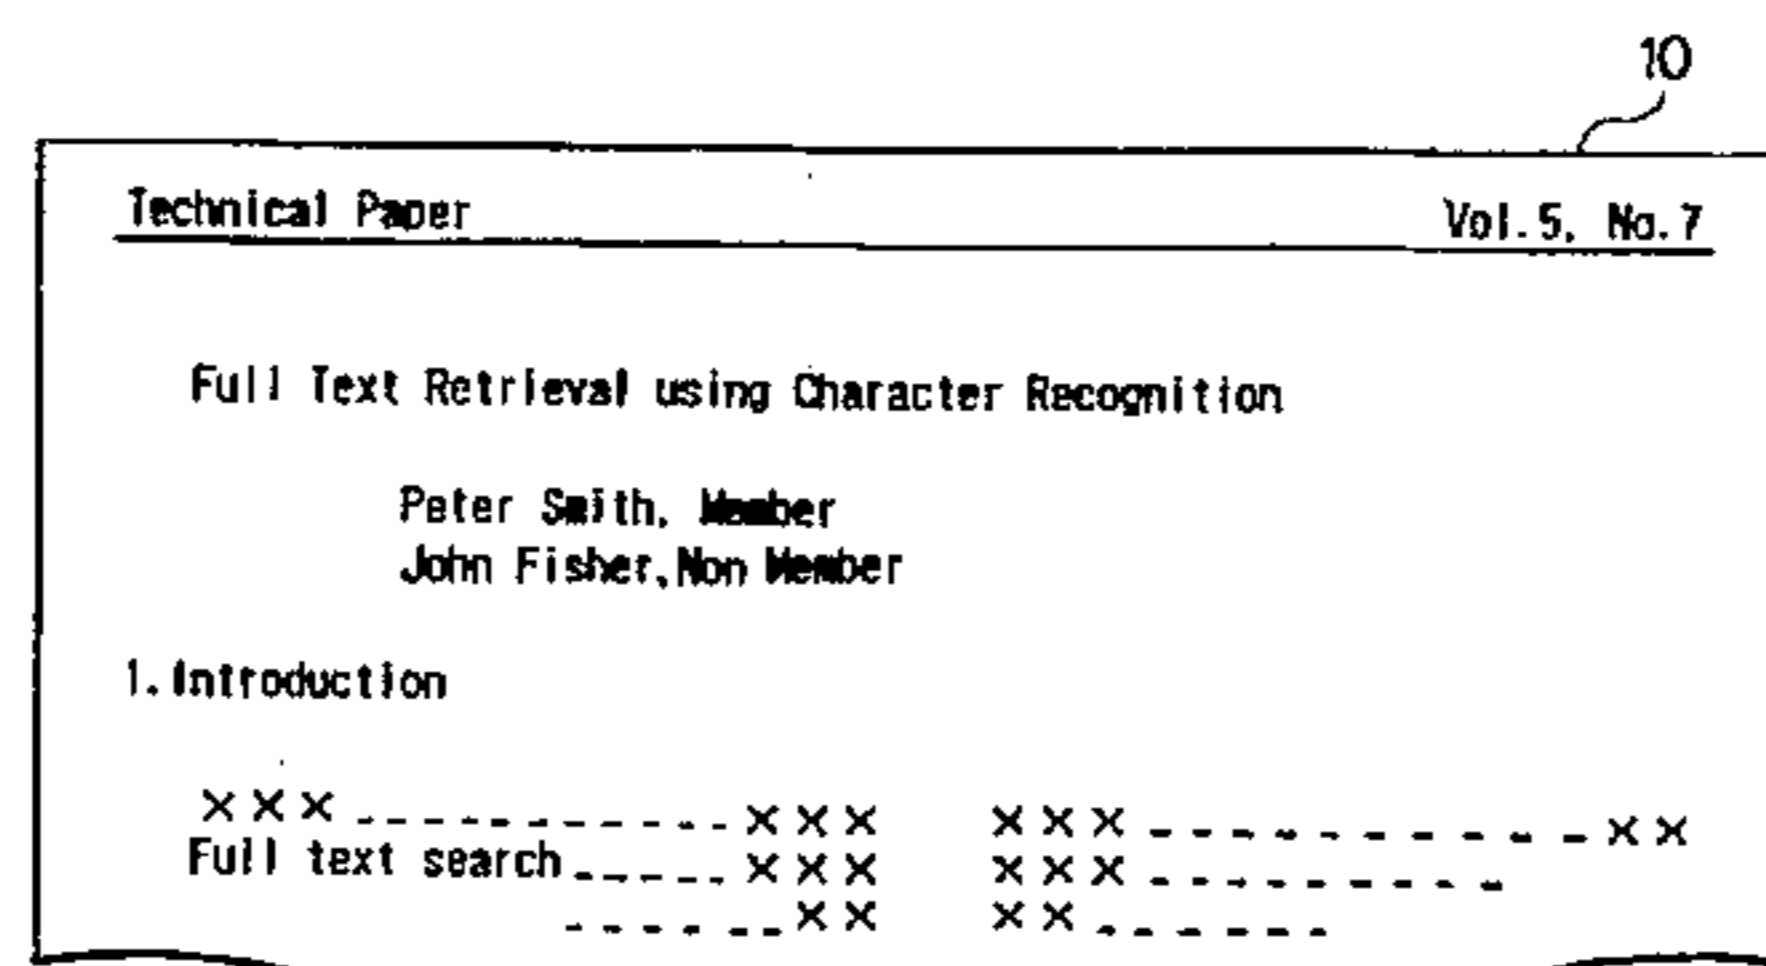 10
Technical Paper Vol.5, No.7
Full Text Retrieval using Character Recognition
Peter Smith, Member
John Fisher, Non Member
1. Introduction
××× ----------- ××× ××× ----------- ××
Full text search ----- ××× ××× ---------
------ ×× ×× ------